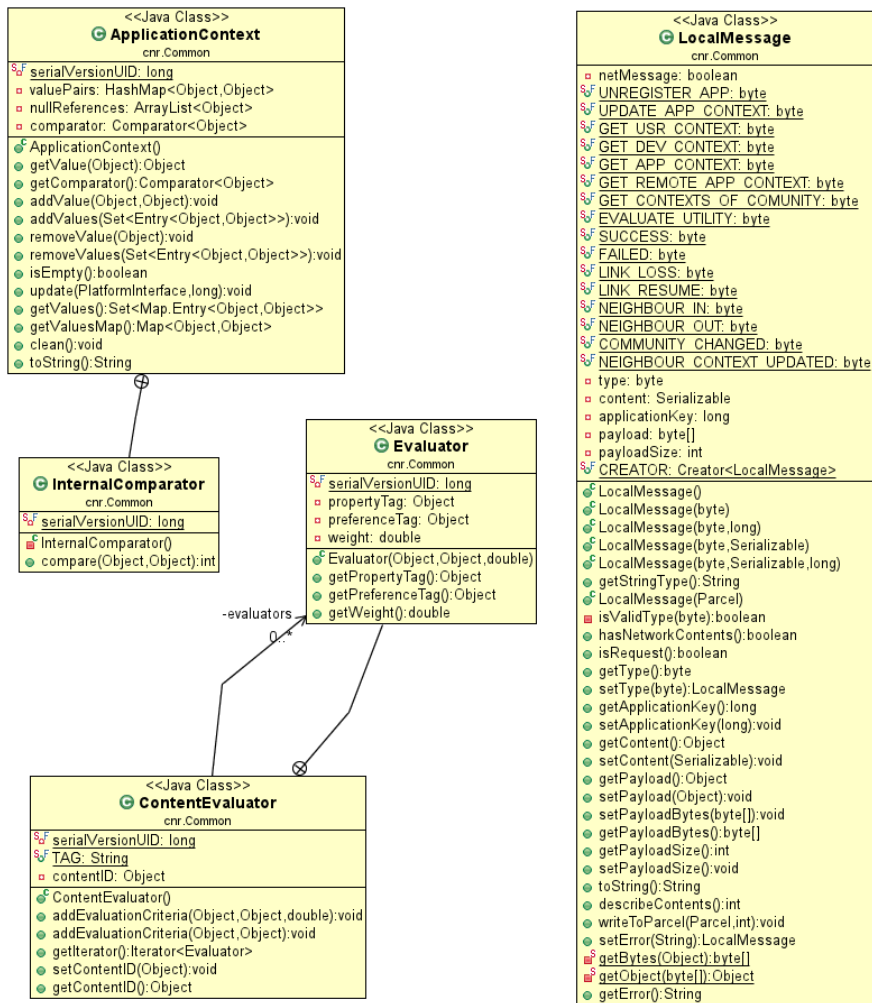 <<Java Class>>
ApplicationContext
cnr.Common
serialVersionUID: long
valuePairs: HashMap<Object,Object>
nullReferences: ArrayList<Object>
comparator: Comparator<Object>
ApplicationContext()
getValue(Object):Object
getComparator():Comparator<Object>
addValue(Object,Object):void
addValues(Set<Entry<Object,Object>>):void
removeValue(Object):void
removeValues(Set<Entry<Object,Object>>):void
isEmpty():boolean
update(PlatformInterface,long):void
getValues():Set<Map.Entry<Object,Object>>
getValuesMap():Map<Object,Object>
clean():void
toString():String
<<Java Class>>
InternalComparator
cnr.Common
serialVersionUID: long
InternalComparator()
compare(Object,Object):int
<<Java Class>>
Evaluator
cnr.Common
serialVersionUID: long
propertyTag: Object
preferenceTag: Object
weight: double
Evaluator(Object,Object,double)
getPropertyTag():Object
getPreferenceTag():Object
getWeight():double
-evaluators
0..*
<<Java Class>>
ContentEvaluator
cnr.Common
serialVersionUID: long
TAG: String
contentID: Object
ContentEvaluator()
addEvaluationCriteria(Object,Object,double):void
addEvaluationCriteria(Object,Object):void
getIterator():Iterator<Evaluator>
setContentID(Object):void
getContentID():Object
<<Java Class>>
LocalMessage
cnr.Common
netMessage: boolean
UNREGISTER_APP: byte
UPDATE_APP_CONTEXT: byte
GET_USR_CONTEXT: byte
GET_DEV_CONTEXT: byte
GET_APP_CONTEXT: byte
GET_REMOTE_APP_CONTEXT: byte
GET_CONTEXTS_OF_COMUNITY: byte
EVALUATE_UTILITY: byte
SUCCESS: byte
FAILED: byte
LINK_LOSS: byte
LINK_RESUME: byte
NEIGHBOUR_IN: byte
NEIGHBOUR_OUT: byte
COMMUNITY_CHANGED: byte
NEIGHBOUR_CONTEXT_UPDATED: byte
type: byte
content: Serializable
applicationKey: long
payload: byte[]
payloadSize: int
CREATOR: Creator<LocalMessage>
LocalMessage()
LocalMessage(byte)
LocalMessage(byte,long)
LocalMessage(byte,Serializable)
LocalMessage(byte,Serializable,long)
getStringType():String
LocalMessage(Parcel)
isValidType(byte):boolean
hasNetworkContents():boolean
isRequest():boolean
getType():byte
setType(byte):LocalMessage
getApplicationKey():long
setApplicationKey(long):void
getContent():Object
setContent(Serializable):void
getPayload():Object
setPayload(Object):void
setPayloadBytes(byte[]):void
getPayloadBytes():byte[]
getPayloadSize():int
setPayloadSize():void
toString():String
describeContents():int
writeToParcel(Parcel,int):void
setError(String):LocalMessage
getBytes(Object):byte[]
getObject(byte[]):Object
getError():String